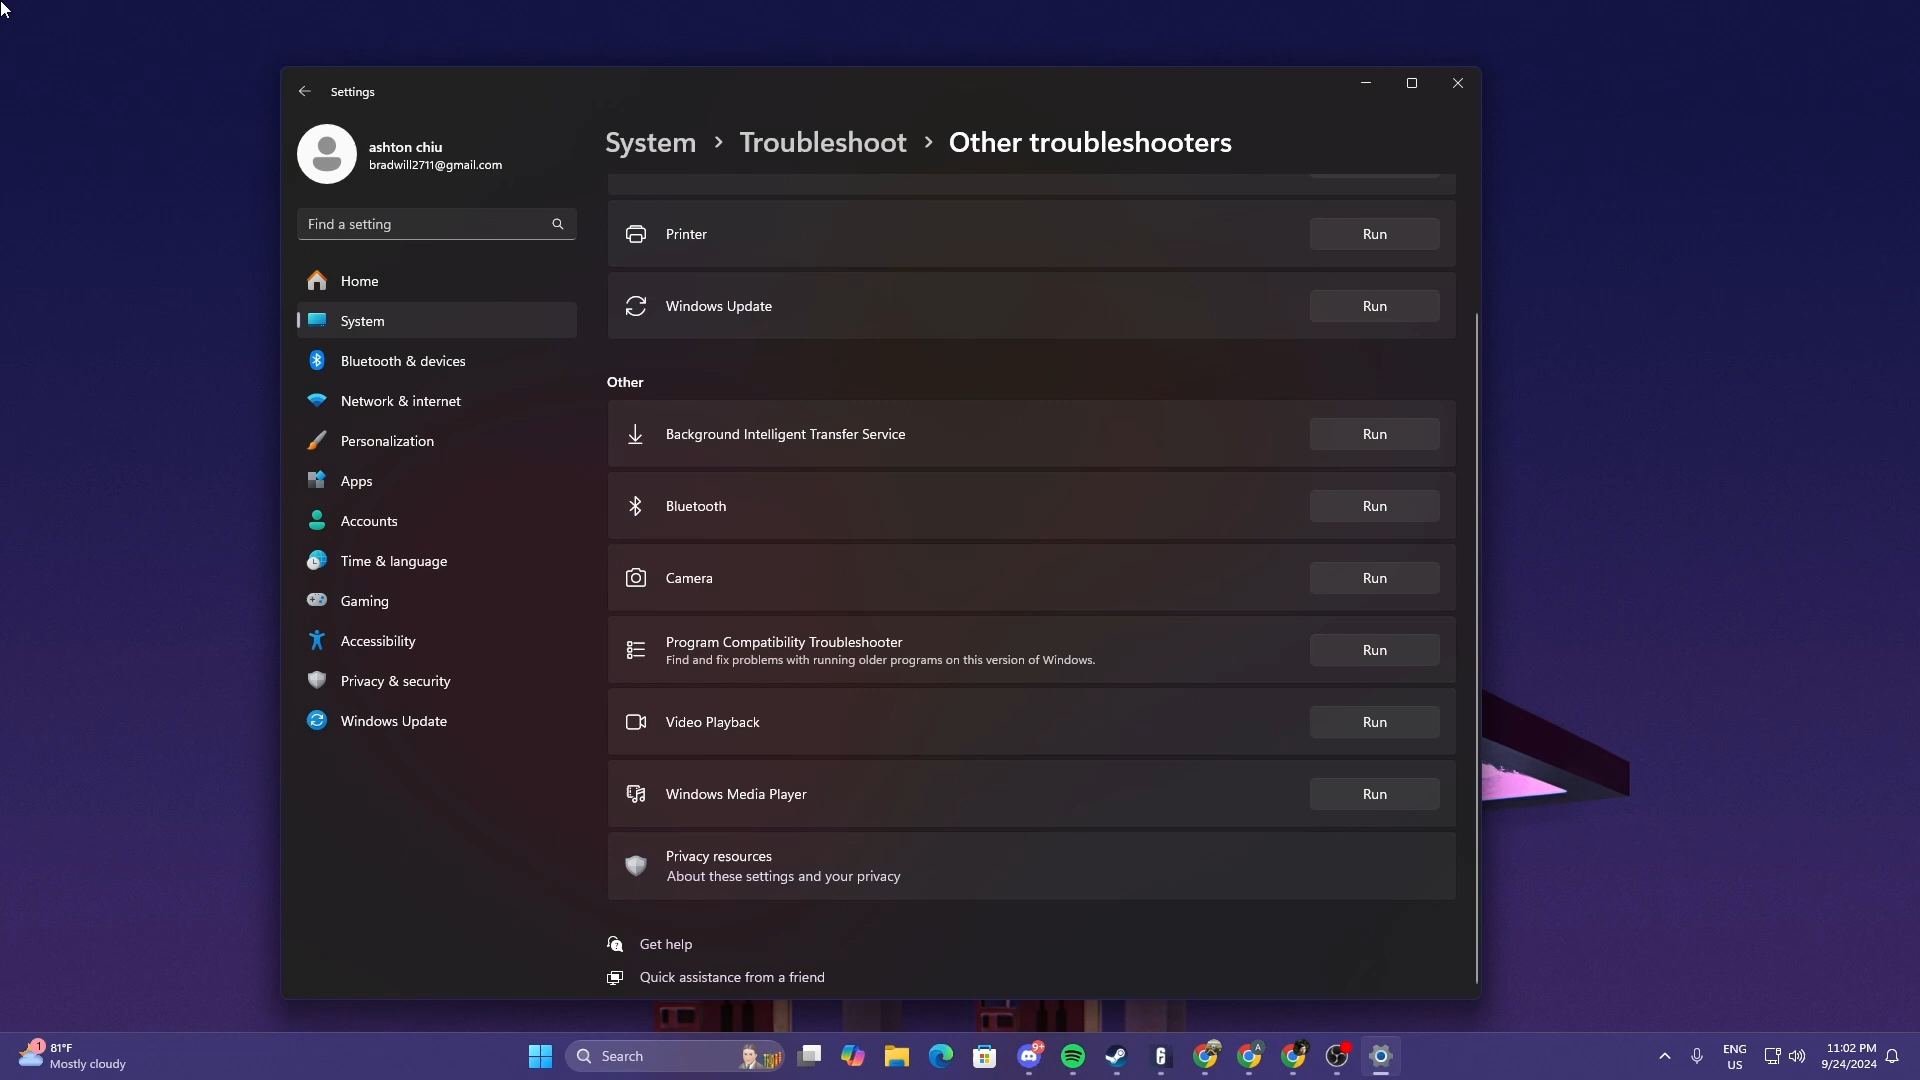 Settings
ashton chiu
bradwill2711@gmail.com
Find a setting
Home
System
Bluetooth & devices
Network & internet
Personalization
Apps
Accounts
Time & language
Gaming
Accessibility
Privacy & security
Windows Update
System > Troubleshoot > Other troubleshooters
Printer Run
Windows Update Run
Other
Background Intelligent Transfer Service Run
Bluetooth Run
Camera Run
Program Compatibility Troubleshooter
Find and fix problems with running older programs on this version of Windows.
Run
Video Playback Run
Windows Media Player Run
Privacy resources
About these settings and your privacy
Get help
Quick assistance from a friend
1
81°F
Mostly cloudy
Search
9+
6
A
ENG
US
11:02 PM
9/24/2024